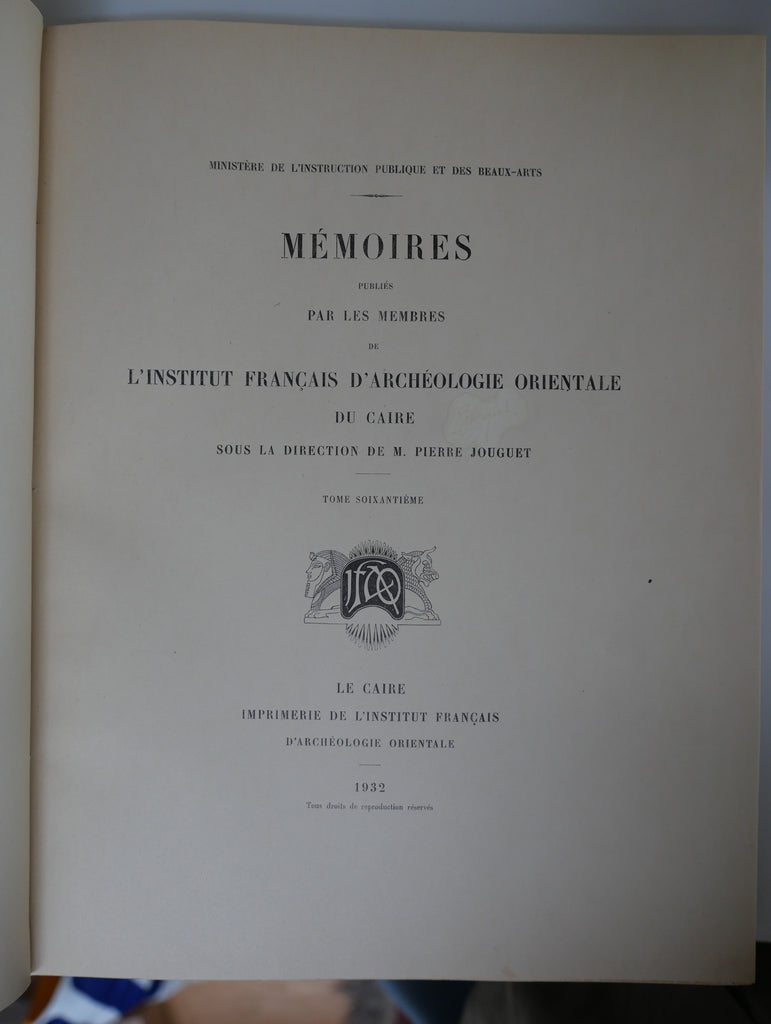 MINISTÈRE DE L'INSTRUCTION PUBLIQUE ET DES BEAUX-ARTS
MÉMOIRES
PUBLIÉS
PAR LES MEMBRES
DE
L'INSTITUT FRANÇAIS D'ARCHÉOLOGIE ORIENTALE
DU CAIRE
SOUS LA DIRECTION DE M. PIERRE JOUGUET
TOME SOIXANTIÈME
IFAO
LE CAIRE
IMPRIMERIE DE L'INSTITUT FRANÇAIS
D'ARCHÉOLOGIE ORIENTALE
1932
Tous droits de reproduction réservés